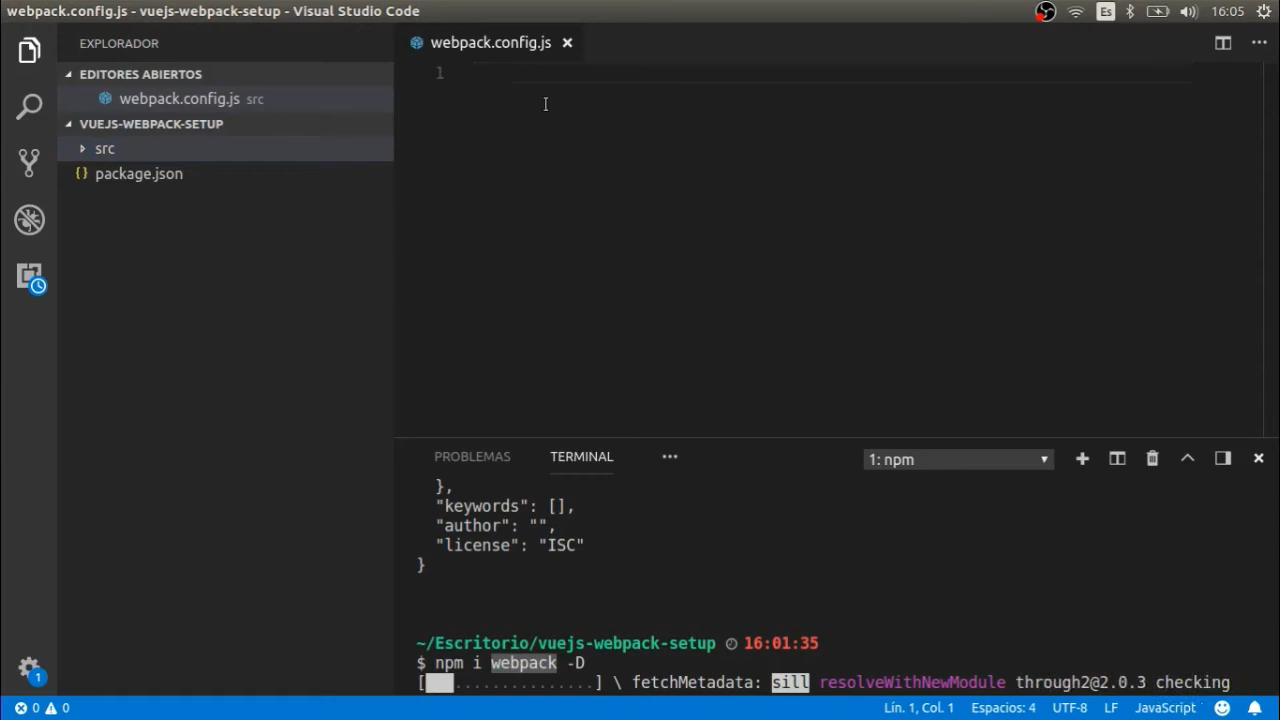 webpack.config.js - vuejs-webpack-setup - Visual Studio Code
Es
16:05
EXPLORADOR
webpack.config.js
EDITORES ABIERTOS
webpack.config.js src
VUEJS-WEBPACK-SETUP
src
{} package.json
1
PROBLEMAS TERMINAL
1: npm
},
"keywords": [],
"author": "",
"license": "ISC"
}
~/Escritorio/vuejs-webpack-setup 16:01:35
$ npm i webpack -D
[ ...............] \ fetchMetadata: sill resolveWithNewModule through2@2.0.3 checking
1
0 0
Lín. 1, Col. 1 Espacios: 4 UTF-8 LF JavaScript